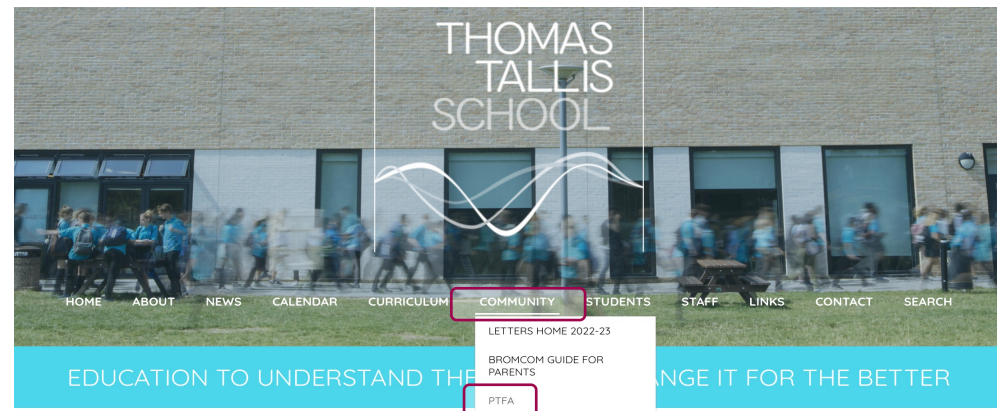 THOMAS
TALLIS
SCHOOL
HOME ABOUT NEWS CALENDAR CURRICULUM COMMUNITY STUDENTS STAFF LINKS CONTACT SEARCH
LETTERS HOME 2022-23
BROMCOM GUIDE FOR
PARENTS
PTFA
EDUCATION TO UNDERSTAND THE NGE IT FOR THE BETTER